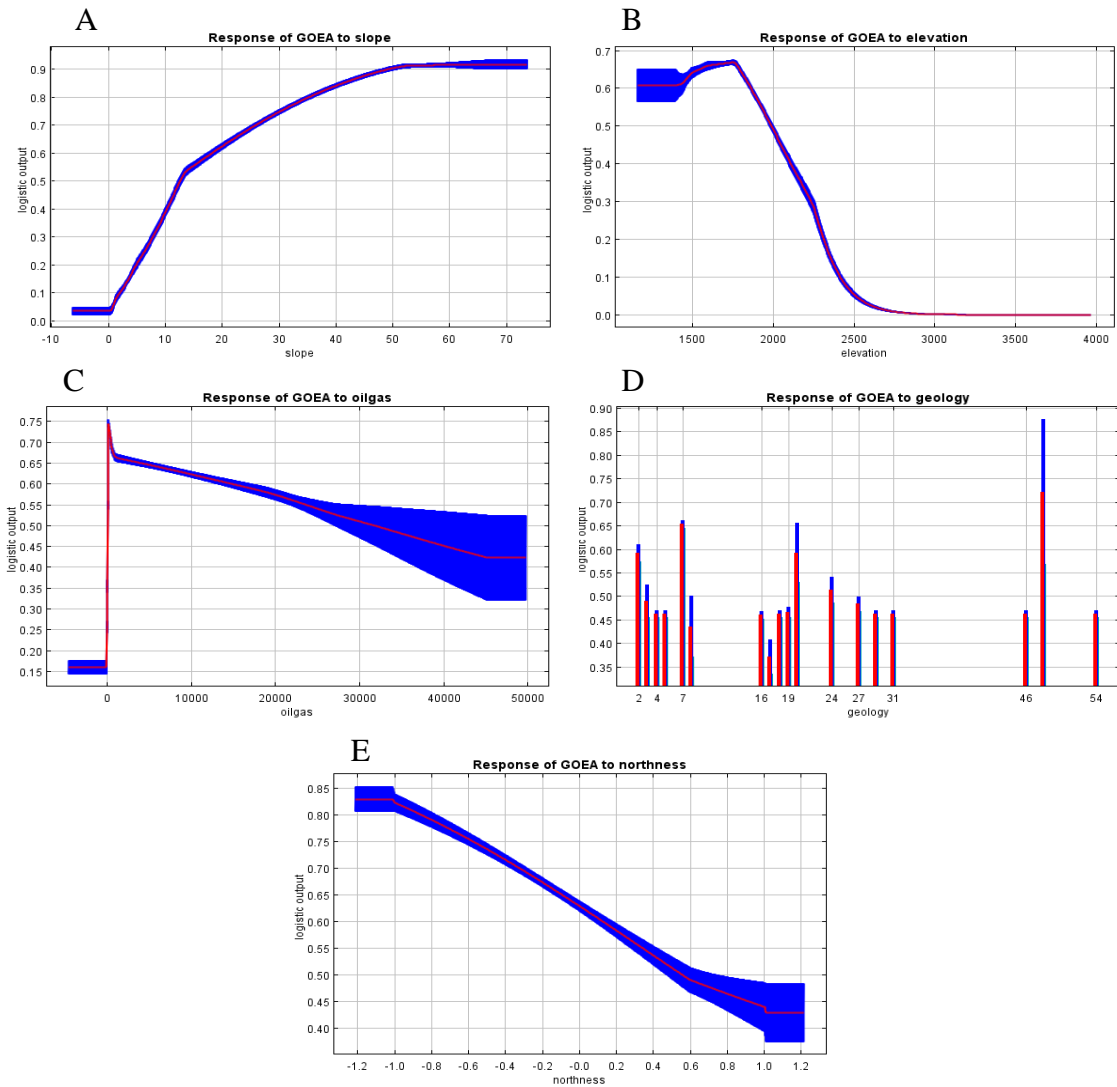 A
Response of GOEA to slope
logistic output
0.9
0.8
0.7
0.6
0.5
0.4
0.3
0.2
0.1
0.0
-10 0 10 20 30 40 50 60 70
slope
B
Response of GOEA to elevation
logistic output
0.7
0.6
0.5
0.4
0.3
0.2
0.1
0.0
1500 2000 2500 3000 3500 4000
elevation
C
Response of GOEA to oilgas
logistic output
0.75
0.70
0.65
0.60
0.55
0.50
0.45
0.40
0.35
0.30
0.25
0.20
0.15
0 10000 20000 30000 40000 50000
oilgas
D
Response of GOEA to geology
logistic output
0.90
0.85
0.80
0.75
0.70
0.65
0.60
0.55
0.50
0.45
0.40
0.35
2 4 7 16 19 24 27 31 46 54
geology
E
Response of GOEA to northness
logistic output
0.85
0.80
0.75
0.70
0.65
0.60
0.55
0.50
0.45
0.40
-1.2 -1.0 -0.8 -0.6 -0.4 -0.2 -0.0 0.2 0.4 0.6 0.8 1.0 1.2
northness